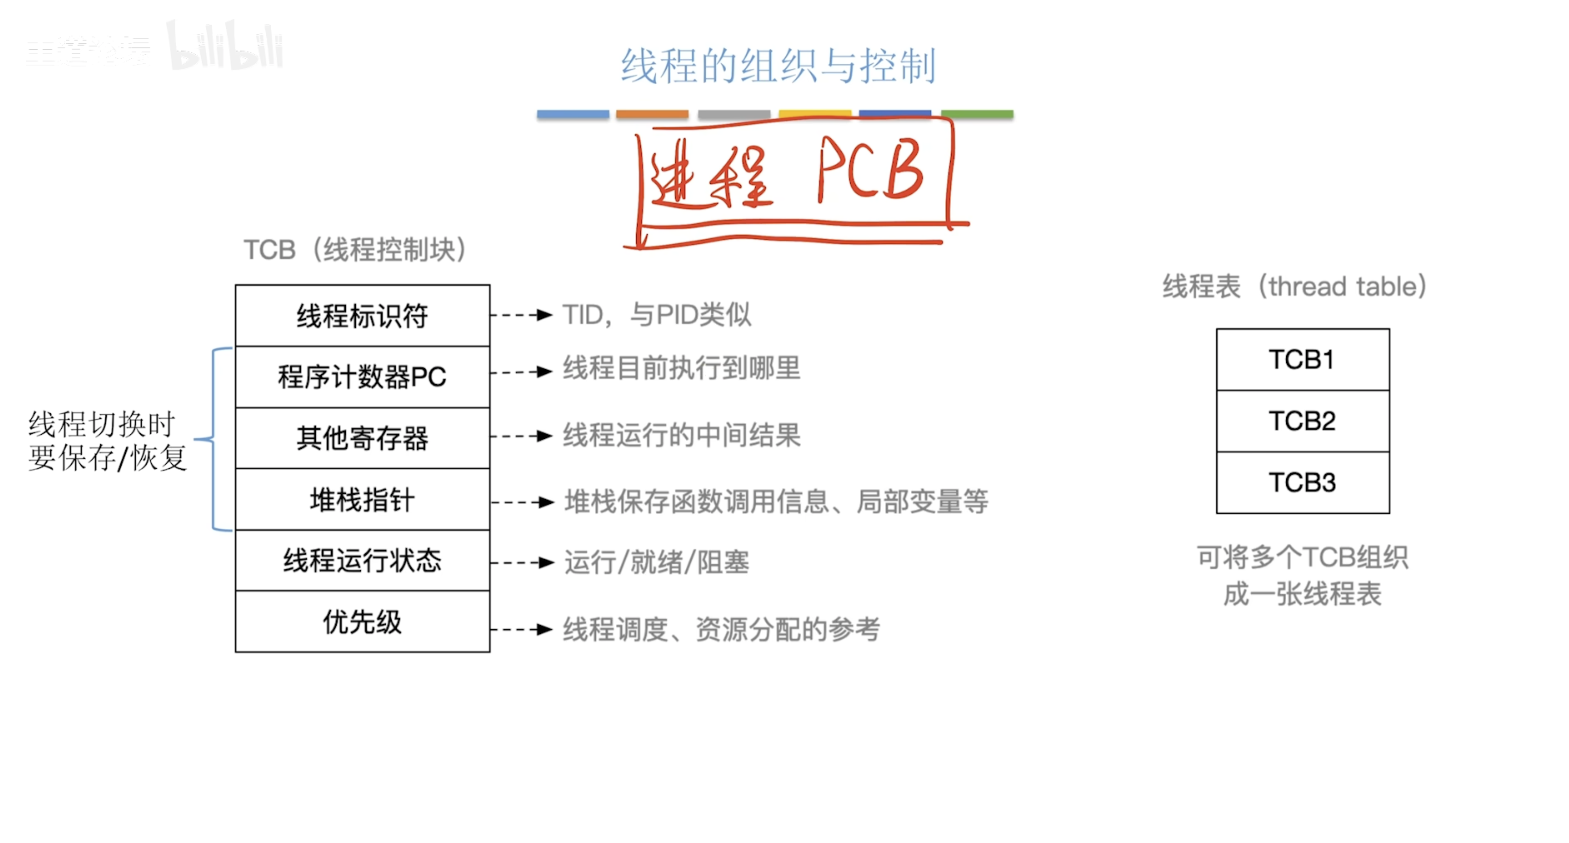 bilibili
线程的组织与控制
进程 PCB
TCB（线程控制块）
线程标识符
TID，与PID类似
程序计数器PC
线程目前执行到哪里
其他寄存器
线程运行的中间结果
堆栈指针
堆栈保存函数调用信息、局部变量等
线程运行状态
运行/就绪/阻塞
优先级
线程调度、资源分配的参考
线程切换时
要保存/恢复
线程表（thread table）
TCB1
TCB2
TCB3
可将多个TCB组织
成一张线程表